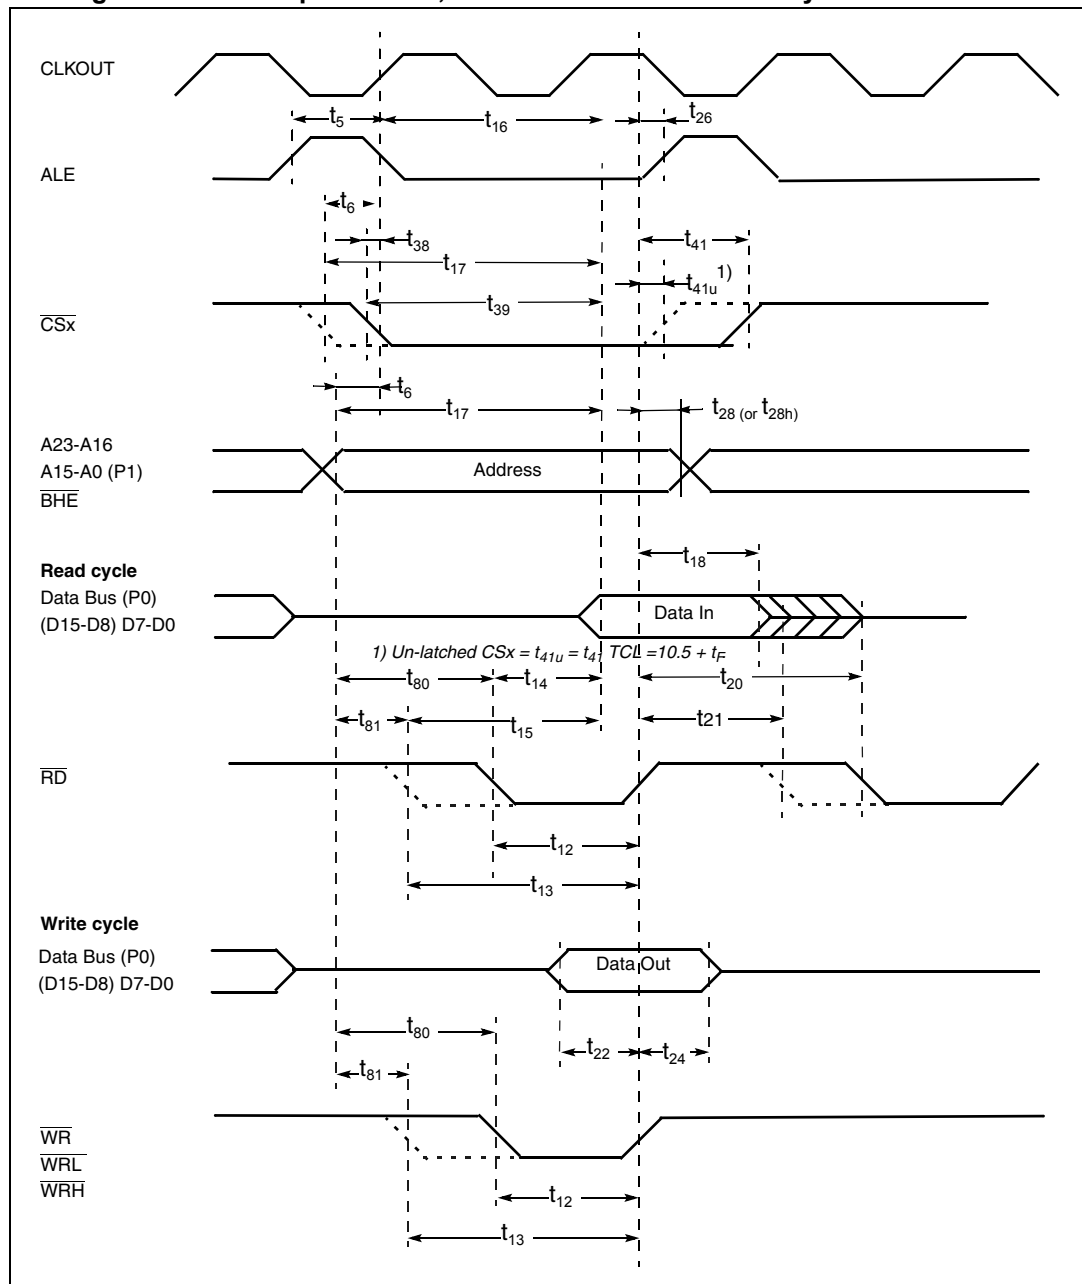 CLKOUT
t5
t16
t26
ALE
t6
t38
t41
t17
t41u 1)
t39
CSx
t6
t17
t28 (or t28h)
A23-A16
A15-A0 (P1)
Address
BHE
t18
Read cycle
Data Bus (P0)
Data In
(D15-D8) D7-D0
1) Un-latched CSx = t41u = t41 TCL =10.5 + tF
t80
t14
t20
t81
t15
t21
RD
t12
t13
Write cycle
Data Bus (P0)
Data Out
(D15-D8) D7-D0
t80
t22
t24
t81
WR
WRL
WRH
t12
t13